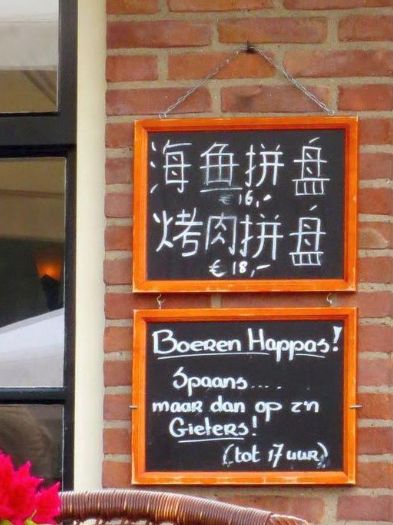 海鱼拼盘
€16,-
烤肉拼盘
€18,-
Boeren Happas!
Spaans....
maar dan op z'n
Gieters!
(tot 17 uur)